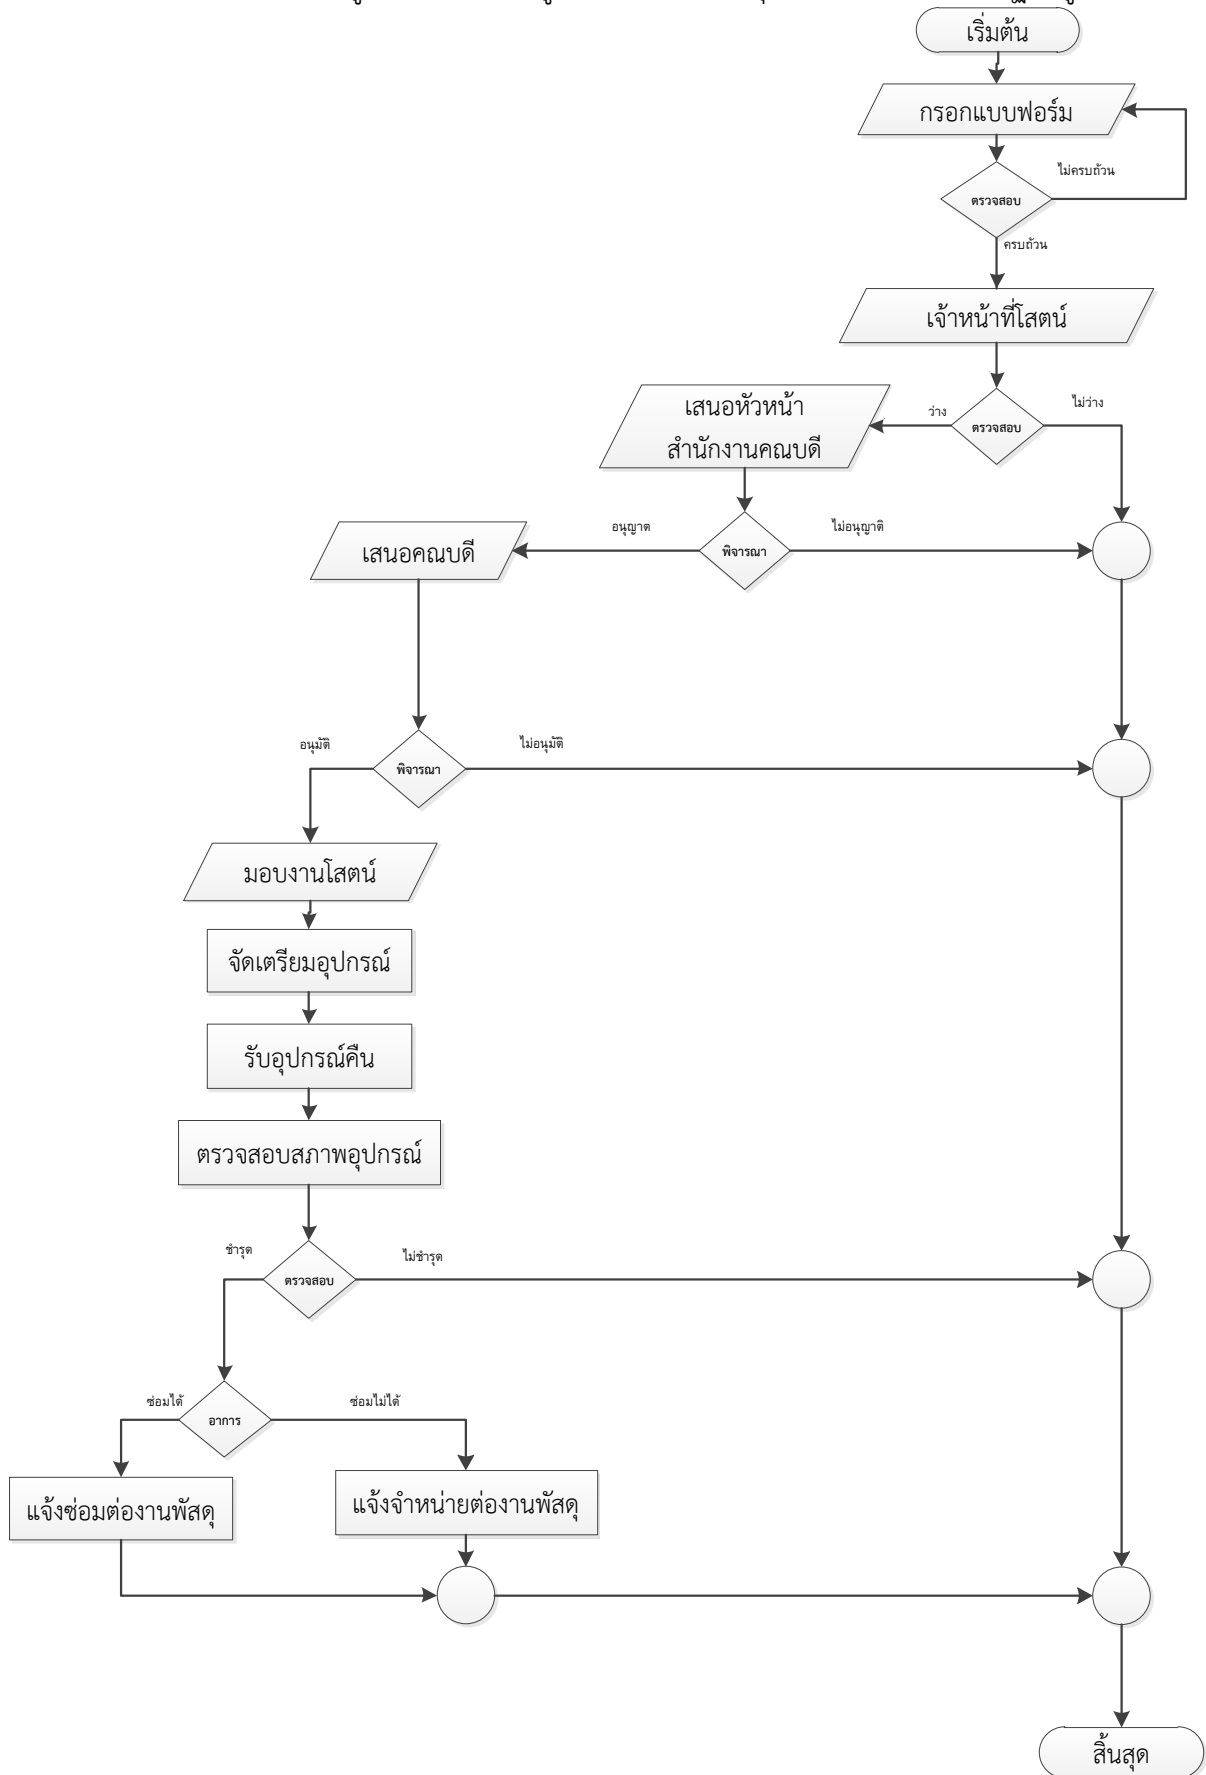 เริ่มต้น
กรอกแบบฟอร์ม
ไม่ครบถ้วน
ตรวจสอบ
ครบถ้วน
เจ้าหน้าที่โสตน์
ว่าง
ตรวจสอบ
ไม่ว่าง
เสนอหัวหน้า
สำนักงานคณบดี
อนุญาต
พิจารณา
ไม่อนุญาติ
เสนอคณบดี
อนุมัติ
พิจารณา
ไม่อนุมัติ
มอบงานโสตน์
จัดเตรียมอุปกรณ์
รับอุปกรณ์คืน
ตรวจสอบสภาพอุปกรณ์
ชำรุด
ตรวจสอบ
ไม่ชำรุด
ซ่อมได้
อาการ
ซ่อมไม่ได้
แจ้งซ่อมต่องานพัสดุ
แจ้งจำหน่ายต่องานพัสดุ
สิ้นสุด